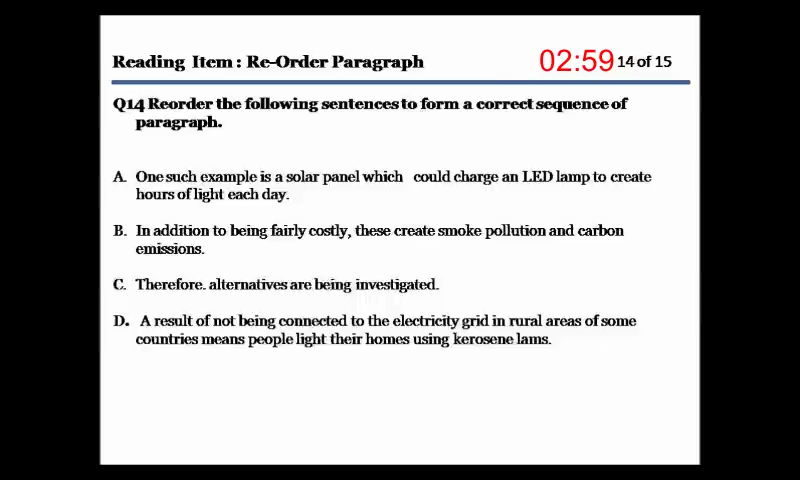 Reading Item : Re-Order Paragraph
02:59 14 of 15
Q14 Reorder the following sentences to form a correct sequence of
paragraph.
A. One such example is a solar panel which could charge an LED lamp to create
hours of light each day.
B. In addition to being fairly costly, these create smoke pollution and carbon
emissions.
C. Therefore. alternatives are being investigated.
D. A result of not being connected to the electricity grid in rural areas of some
countries means people light their homes using kerosene lams.